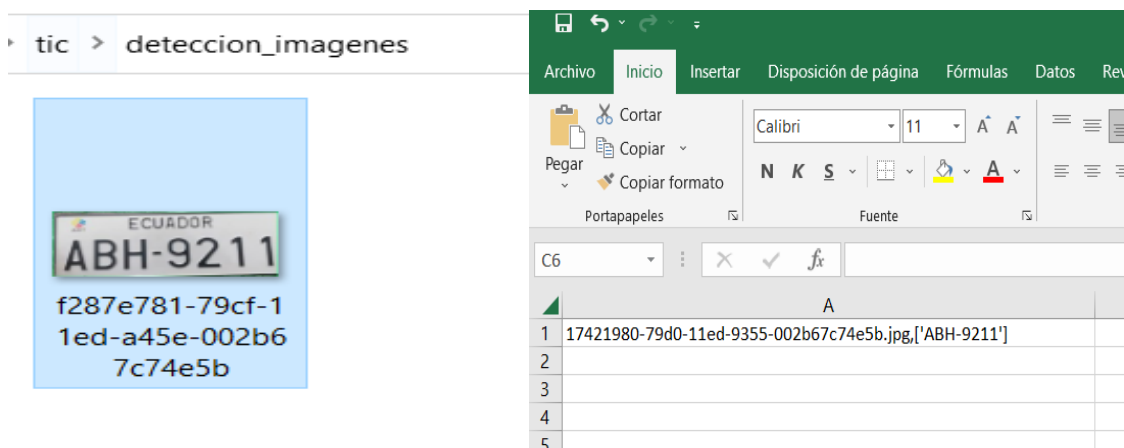 tic > deteccion_imagenes
ECUADOR
ABH-9211
f287e781-79cf-1
1ed-a45e-002b6
7c74e5b
Archivo Inicio Insertar Disposición de página Fórmulas Datos Rev
Pegar
Cortar
Copiar
Copiar formato
Portapapeles
Calibri 11 A A
N K S A
Fuente
C6 fx
A
1 17421980-79d0-11ed-9355-002b67c74e5b.jpg,['ABH-9211']
2
3
4
5